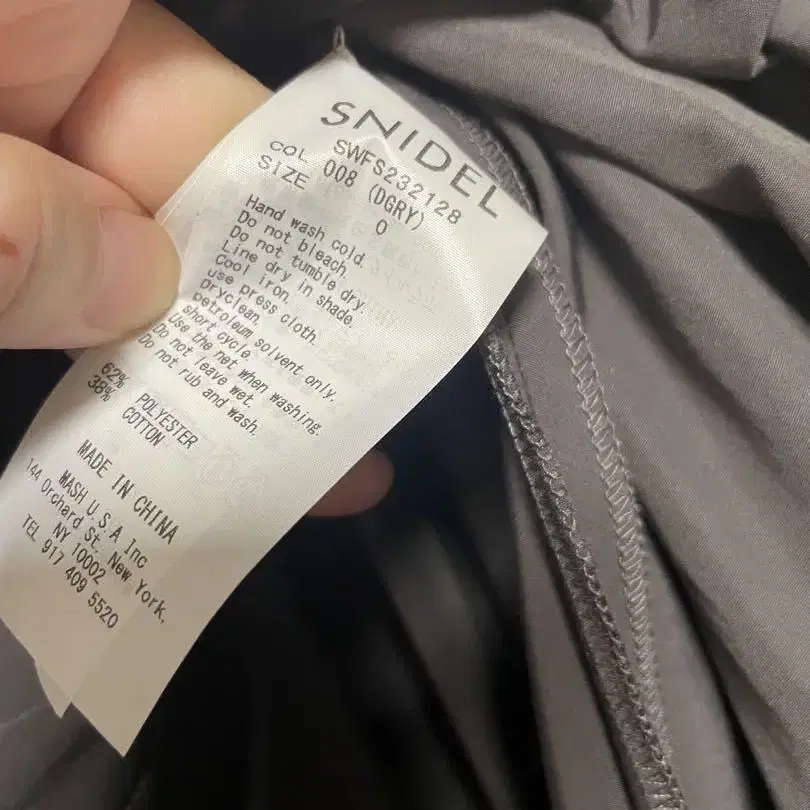 SNIDEL
SWFS232128
COL 008 (DGRY)
SIZE 0
Hand wash cold.
Do not bleach.
Do not tumble dry.
Line dry in shade.
Cool iron.
use press cloth.
Dryclean.
petroleum solvent only.
short cycle.
Use the net when washing.
Do not leave wet.
Do not rub and wash.
62% POLYESTER
38% COTTON
MADE IN CHINA
MASH U.S.A Inc
144 Orchard St. New York,
NY 10002
TEL 917 409 5520